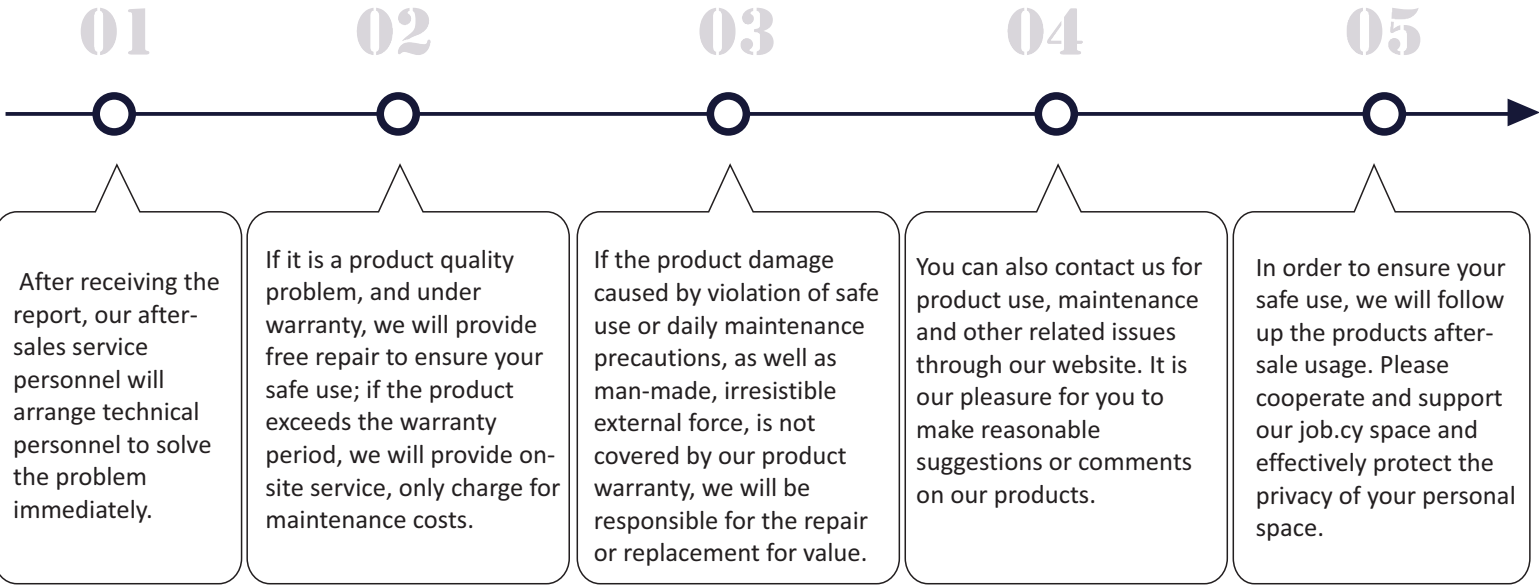 01
02
03
04
05
After receiving the
report, our after-
sales service
personnel will
arrange technical
personnel to solve
the problem
immediately.
If it is a product quality
problem, and under
warranty, we will provide
free repair to ensure your
safe use; if the product
exceeds the warranty
period, we will provide on-
site service, only charge for
maintenance costs.
If the product damage
caused by violation of safe
use or daily maintenance
precautions, as well as
man-made, irresistible
external force, is not
covered by our product
warranty, we will be
responsible for the repair
or replacement for value.
You can also contact us for
product use, maintenance
and other related issues
through our website. It is
our pleasure for you to
make reasonable
suggestions or comments
on our products.
In order to ensure your
safe use, we will follow
up the products after-
sale usage. Please
cooperate and support
our job.cy space and
effectively protect the
privacy of your personal
space.